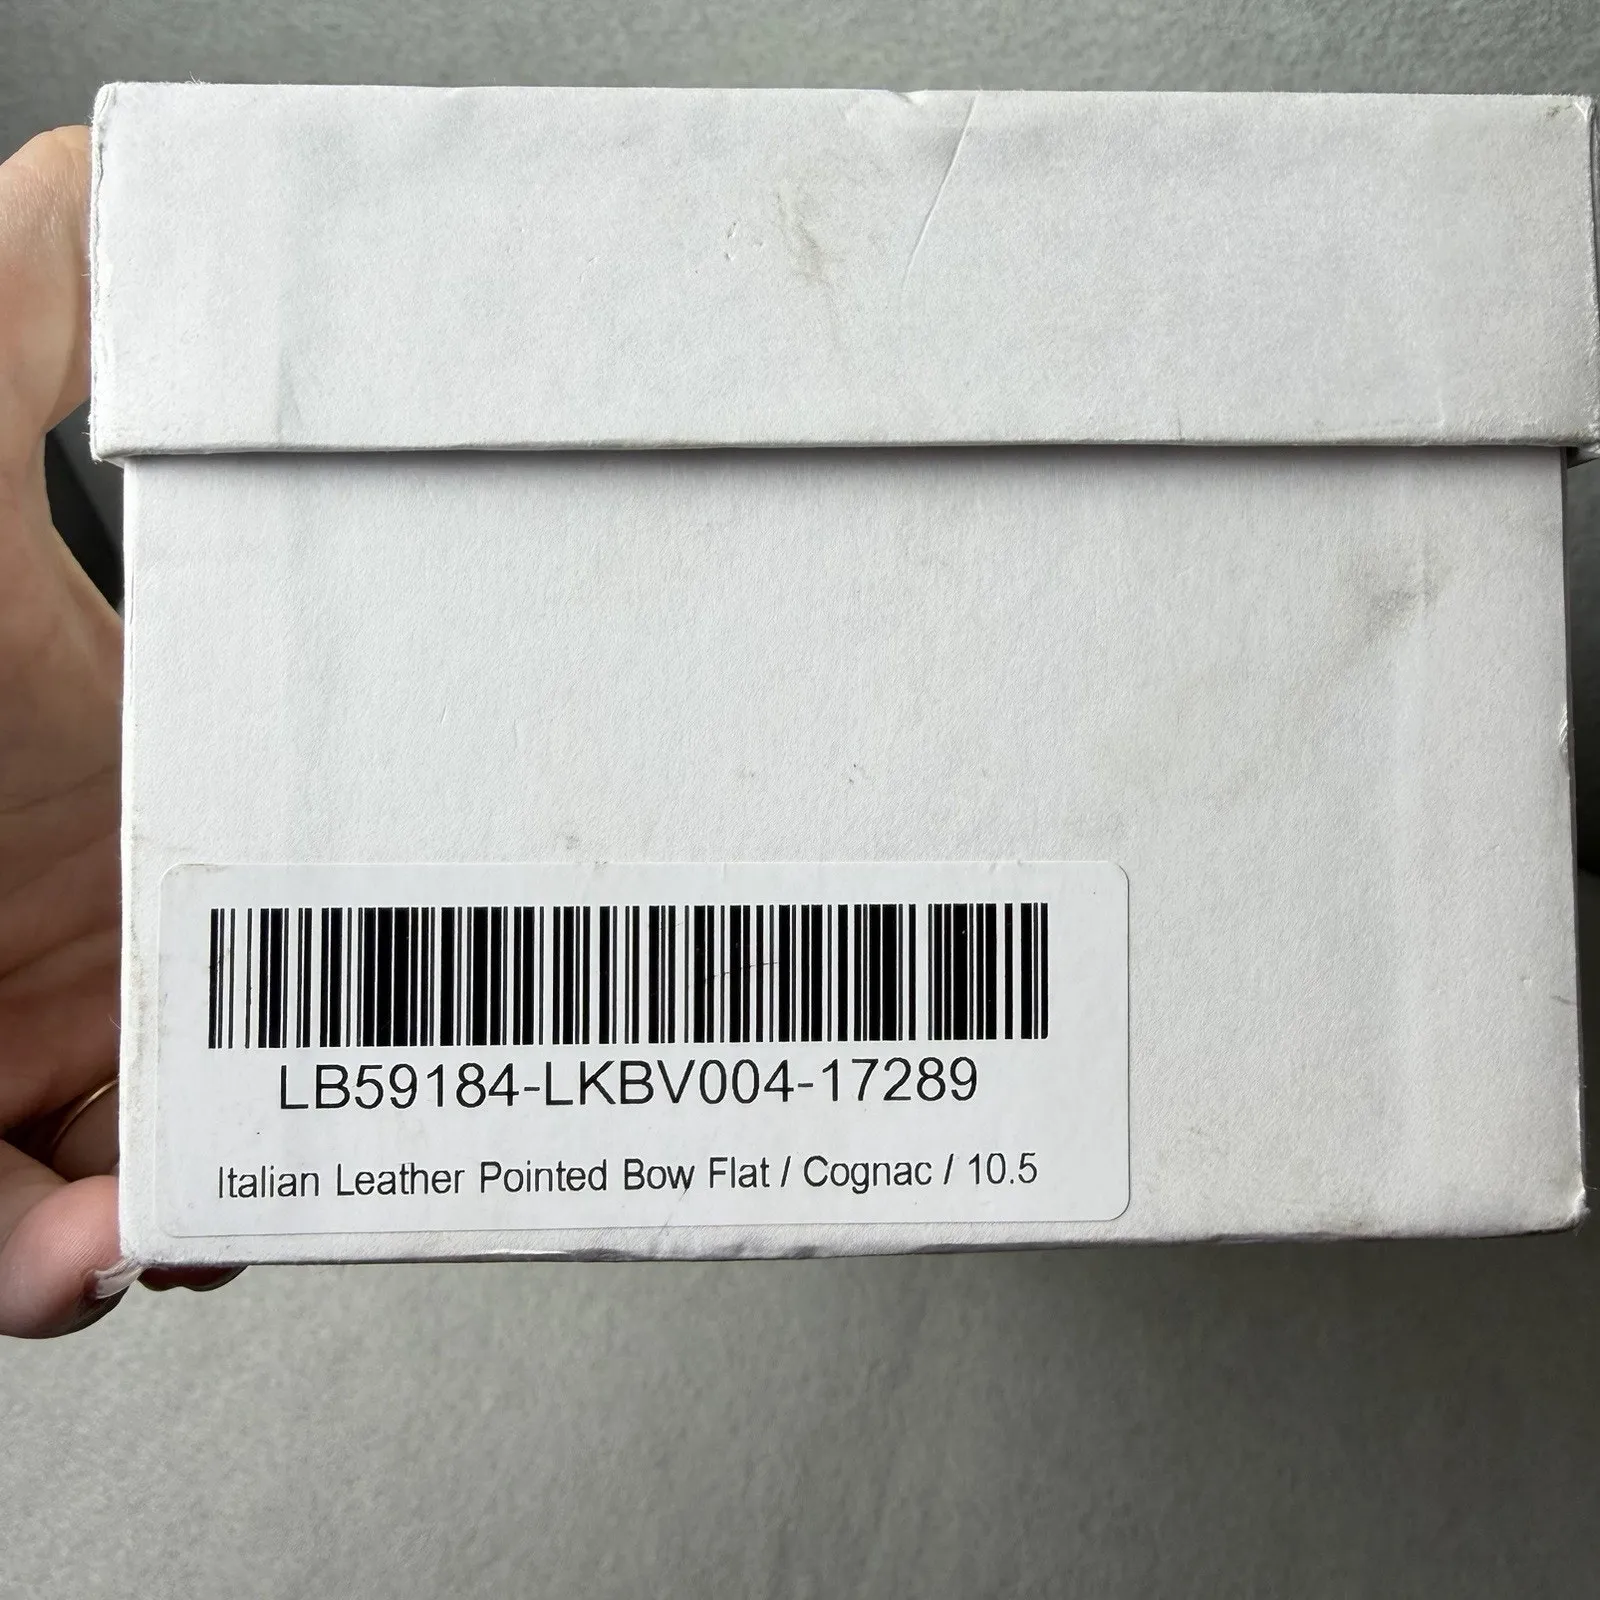 LB59184-LKBV004-17289
Italian Leather Pointed Bow Flat / Cognac / 10.5